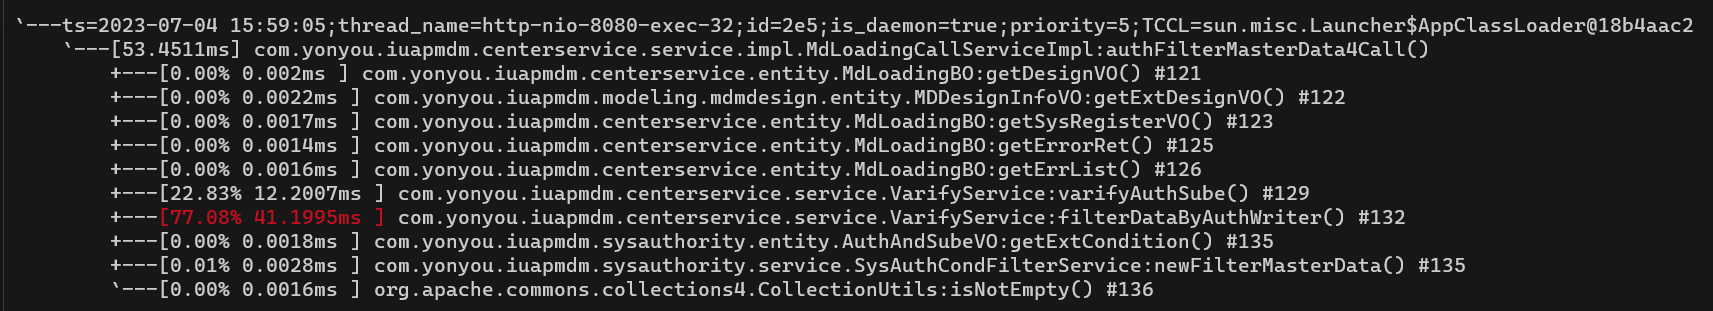 `---ts=2023-07-04 15:59:05;thread_name=http-nio-8080-exec-32;id=2e5;is_daemon=true;priority=5;TCCL=sun.misc.Launcher$AppClassLoader@18b4aac2
    `---[53.4511ms] com.yonyou.iuapmdm.centerservice.service.impl.MdLoadingCallServiceImpl:authFilterMasterData4Call()
        +---[0.00% 0.002ms ] com.yonyou.iuapmdm.centerservice.entity.MdLoadingBO:getDesignVO() #121
        +---[0.00% 0.0022ms ] com.yonyou.iuapmdm.modeling.mdmdesign.entity.MDDesignInfoVO:getExtDesignVO() #122
        +---[0.00% 0.0017ms ] com.yonyou.iuapmdm.centerservice.entity.MdLoadingBO:getSysRegisterVO() #123
        +---[0.00% 0.0014ms ] com.yonyou.iuapmdm.centerservice.entity.MdLoadingBO:getErrorRet() #125
        +---[0.00% 0.0016ms ] com.yonyou.iuapmdm.centerservice.entity.MdLoadingBO:getErrList() #126
        +---[22.83% 12.2007ms ] com.yonyou.iuapmdm.centerservice.service.VarifyService:varifyAuthSube() #129
        +---[77.08% 41.1995ms ] com.yonyou.iuapmdm.centerservice.service.VarifyService:filterDataByAuthWriter() #132
        +---[0.00% 0.0018ms ] com.yonyou.iuapmdm.sysauthority.entity.AuthAndSubeVO:getExtCondition() #135
        +---[0.01% 0.0028ms ] com.yonyou.iuapmdm.sysauthority.service.SysAuthCondFilterService:newFilterMasterData() #135
        `---[0.00% 0.0016ms ] org.apache.commons.collections4.CollectionUtils:isNotEmpty() #136